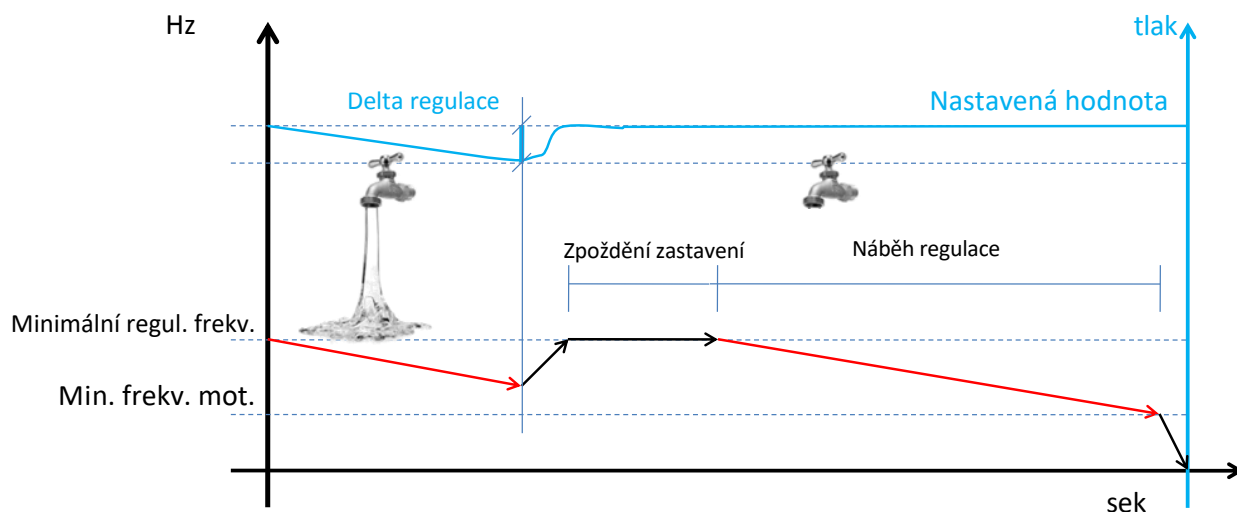 Hz
tlak
Delta regulace
Nastavená hodnota
Zpoždění zastavení
Náběh regulace
Minimální regul. frekv.
Min. frekv. mot.
sek